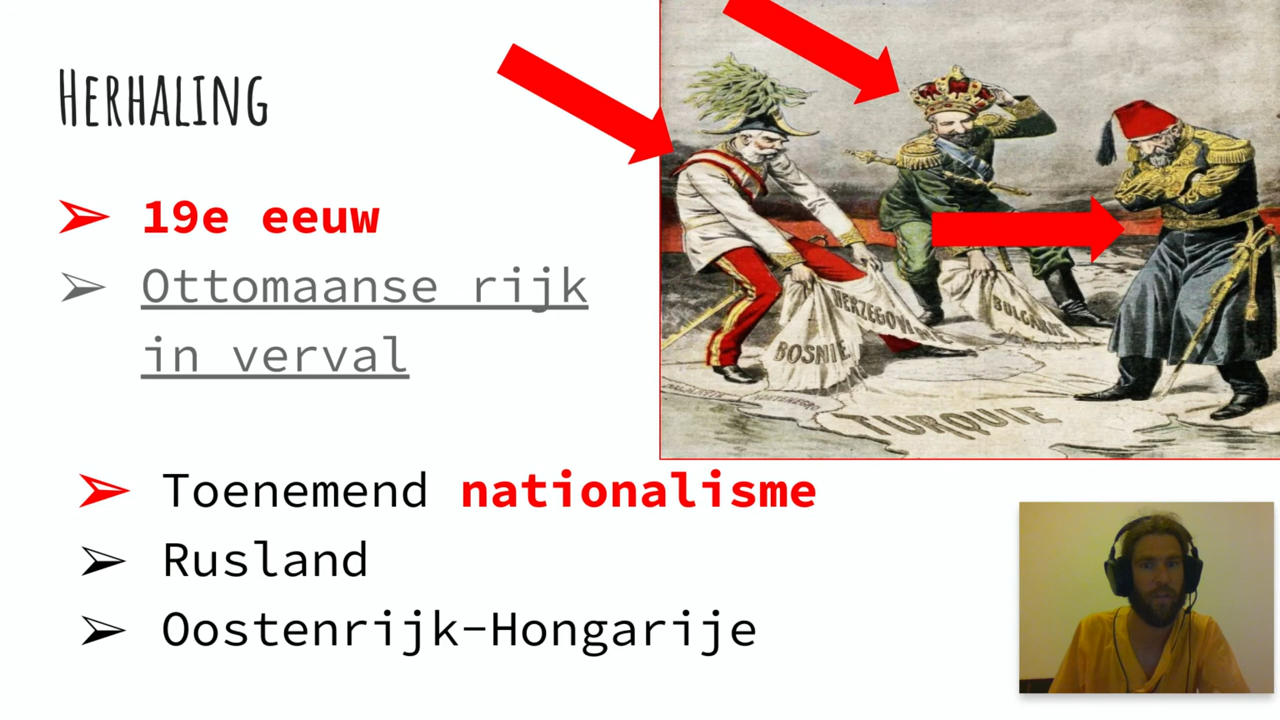 Herhaling
➢ 19e eeuw
➢ Ottomaanse rijk
in verval
➢ Toenemend nationalisme
➢ Rusland
➢ Oostenrijk-Hongarije
BOSNIE
HERZEGOVINE
BULGARIE
TURQUIE